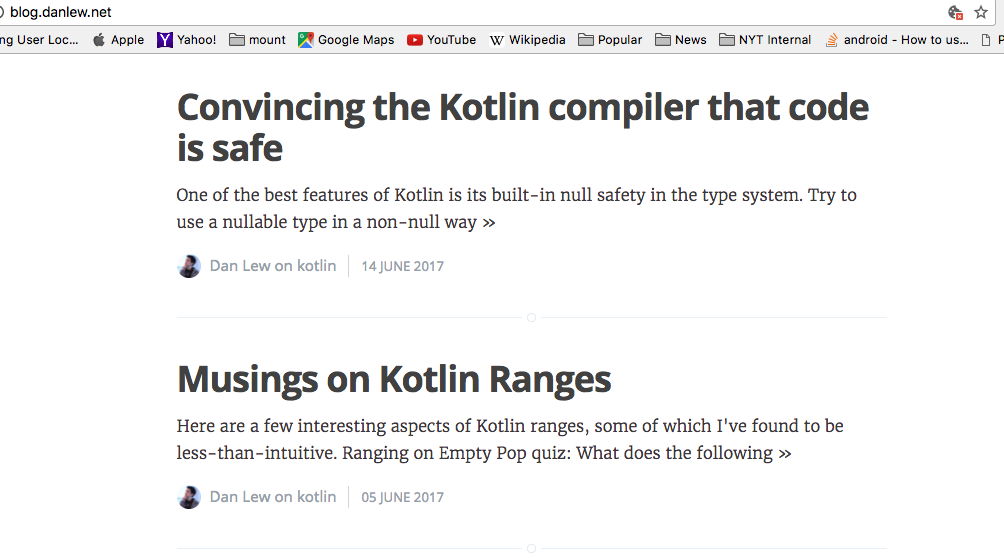 blog.danlew.net
ng User Loc... Apple Yahoo! mount Google Maps YouTube Wikipedia Popular News NYT Internal android - How to us... P
Convincing the Kotlin compiler that code
is safe
One of the best features of Kotlin is its built-in null safety in the type system. Try to
use a nullable type in a non-null way »
Dan Lew on kotlin 14 JUNE 2017
Musings on Kotlin Ranges
Here are a few interesting aspects of Kotlin ranges, some of which I've found to be
less-than-intuitive. Ranging on Empty Pop quiz: What does the following »
Dan Lew on kotlin 05 JUNE 2017